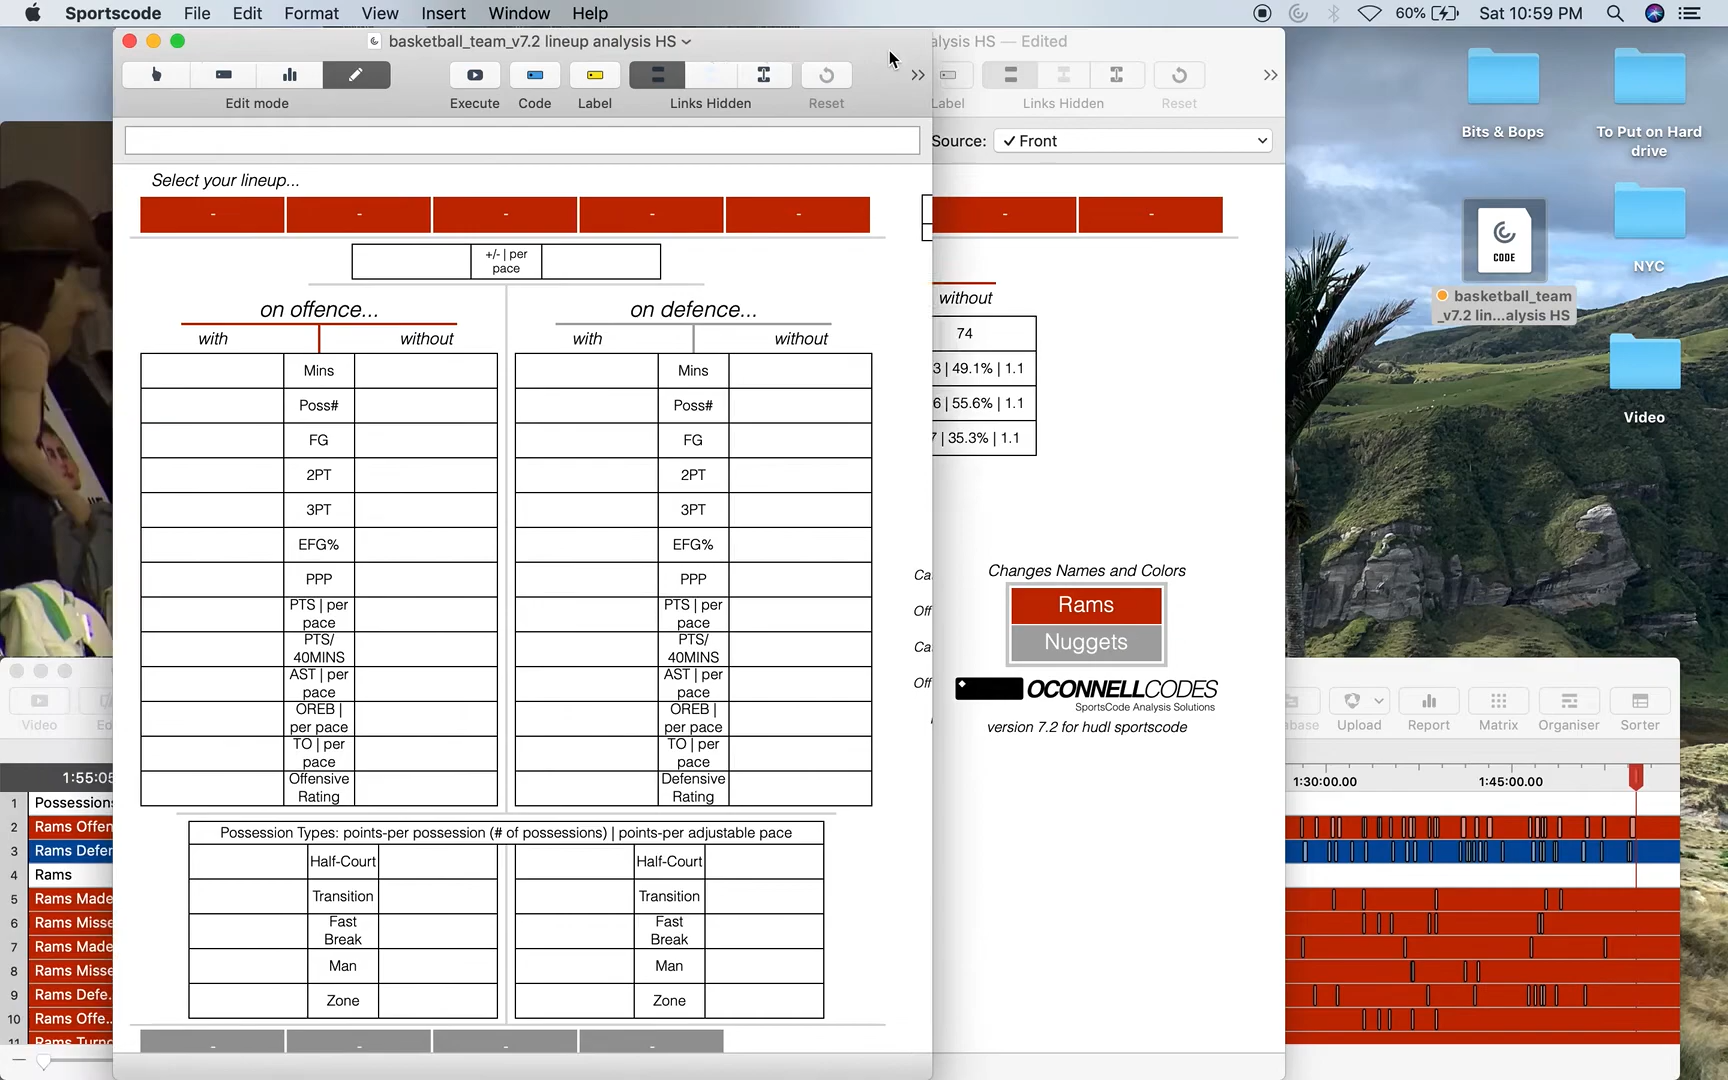 Sportscode File Edit Format View Insert Window Help
60% Sat 10:59 PM
basketball_team_v7.2 lineup analysis HS
alysis HS — Edited
Edit mode Execute Code Label Links Hidden Reset
Label Links Hidden Reset
Source: ✓ Front
Select your lineup...
- - - - -
- -
+/- | per
pace
on offence...
with without
on defence...
with without
Mins
Poss#
FG
2PT
3PT
EFG%
PPP
PTS | per
pace
PTS/
40MINS
AST | per
pace
OREB |
per pace
TO | per
pace
Offensive
Rating
Mins
Poss#
FG
2PT
3PT
EFG%
PPP
PTS | per
pace
PTS/
40MINS
AST | per
pace
OREB |
per pace
TO | per
pace
Defensive
Rating
Possession Types: points-per possession (# of possessions) | points-per adjustable pace
Half-Court
Transition
Fast
Break
Man
Zone
Half-Court
Transition
Fast
Break
Man
Zone
- - - -
without
74
3 | 49.1% | 1.1
6 | 55.6% | 1.1
7 | 35.3% | 1.1
Ca
Off
Ca
Off
Changes Names and Colors
Rams
Nuggets
OCONNELLCODES
SportsCode Analysis Solutions
version 7.2 for hudl sportscode
Bits & Bops
To Put on Hard
drive
CODE
basketball_team
_v7.2 lin...alysis HS
NYC
Video
Video Ed
base Upload Report Matrix Organiser Sorter
1:55:05
1:30:00.00 1:45:00.00
1 Possession
2 Rams Offen
3 Rams Defer
4 Rams
5 Rams Made
6 Rams Misse
7 Rams Made
8 Rams Misse
9 Rams Defe...
10 Rams Offe...
11 Rams Turno